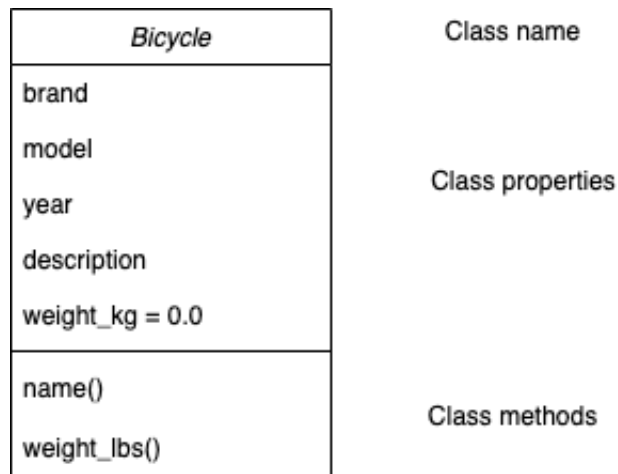 Bicycle
Class name
brand
model
Class properties
year
description
weight_kg = 0.0
name()
Class methods
weight_lbs()